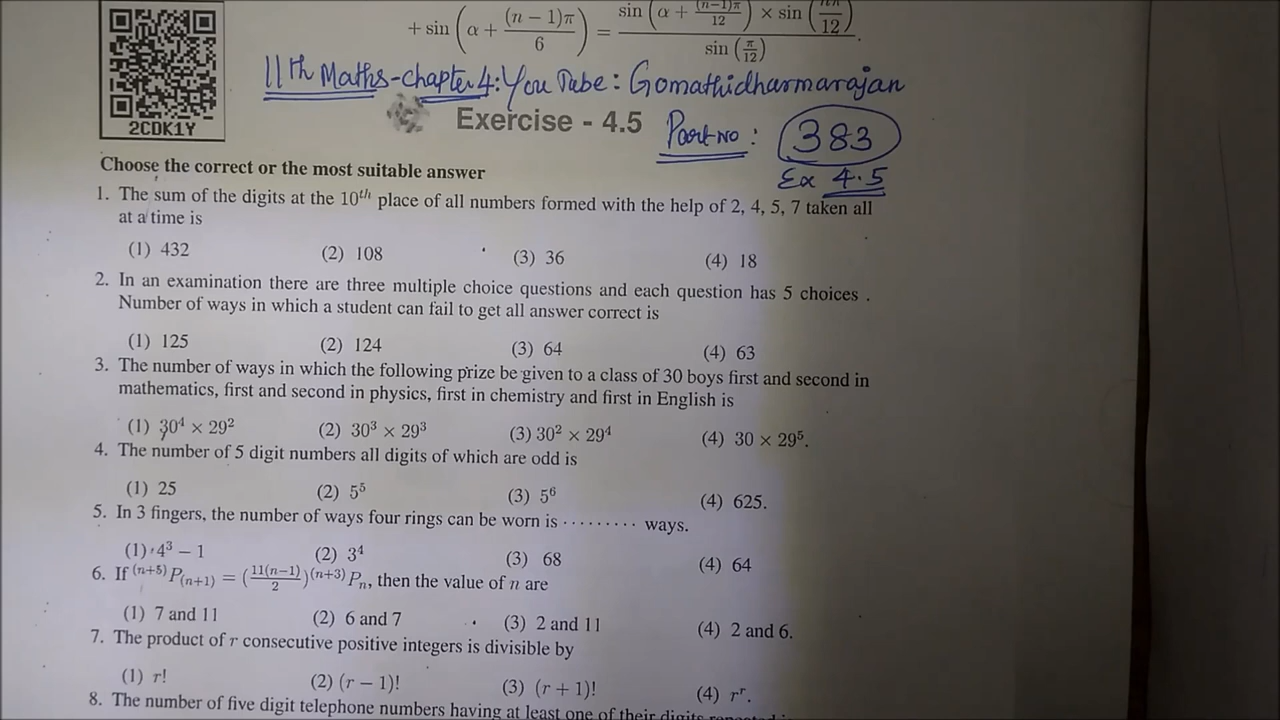 + sin (α + (n − 1)π / 6) = sin (α + (n−1)π / 12) × sin (nπ / 12) / sin (π / 12).
11th Maths-chapter 4: You Tube: Gomathidharmarajan
2CDK1Y
Exercise - 4.5 Part-No : 383
Ex 4.5
Choose the correct or the most suitable answer
1. The sum of the digits at the 10ᵗʰ place of all numbers formed with the help of 2, 4, 5, 7 taken all
at a time is
(1) 432 (2) 108 (3) 36 (4) 18
2. In an examination there are three multiple choice questions and each question has 5 choices .
Number of ways in which a student can fail to get all answer correct is
(1) 125 (2) 124 (3) 64 (4) 63
3. The number of ways in which the following prize be given to a class of 30 boys first and second in
mathematics, first and second in physics, first in chemistry and first in English is
(1) 30⁴ × 29² (2) 30³ × 29³ (3) 30² × 29⁴ (4) 30 × 29⁵.
4. The number of 5 digit numbers all digits of which are odd is
(1) 25 (2) 5⁵ (3) 5⁶ (4) 625.
5. In 3 fingers, the number of ways four rings can be worn is ········· ways.
(1) 4³ − 1 (2) 3⁴ (3) 68 (4) 64
6. If ⁽ⁿ⁺⁵⁾P₍ₙ₊₁₎ = (11(n−1)/2)⁽ⁿ⁺³⁾Pₙ, then the value of n are
(1) 7 and 11 (2) 6 and 7 (3) 2 and 11 (4) 2 and 6.
7. The product of r consecutive positive integers is divisible by
(1) r! (2) (r − 1)! (3) (r + 1)! (4) rʳ.
8. The number of five digit telephone numbers having at least one of their digits